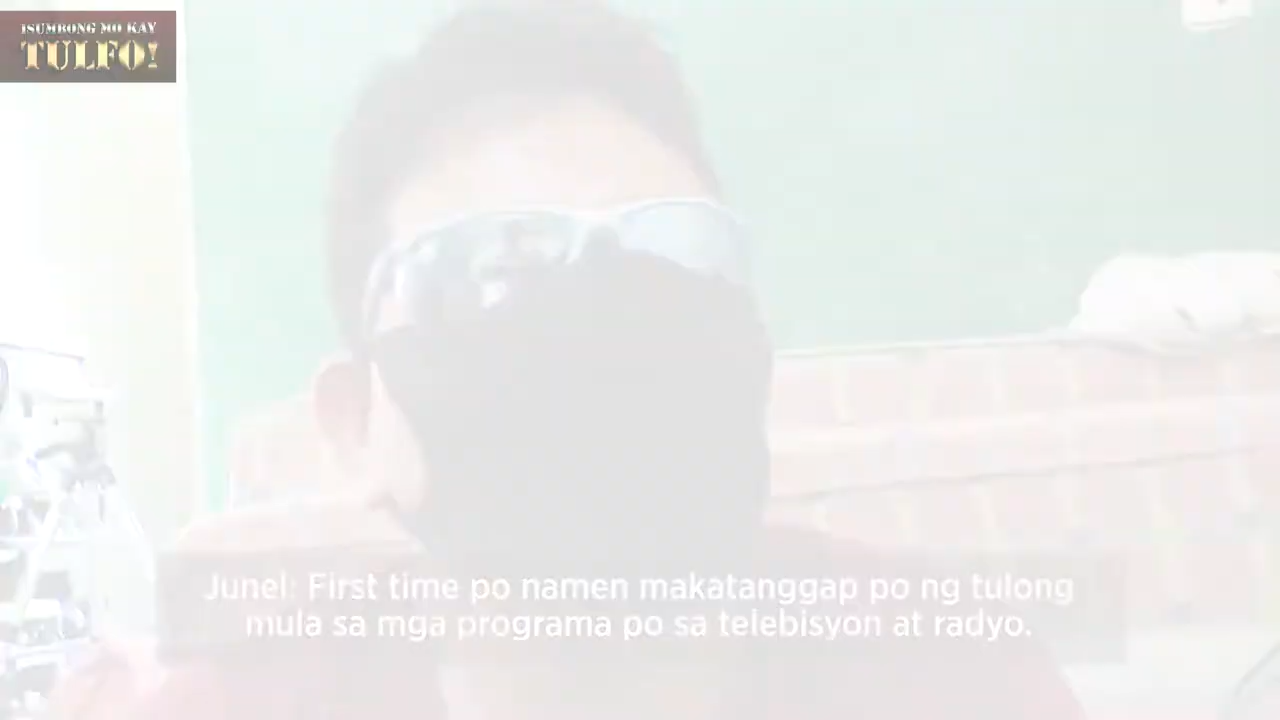 ISUMBONG MO KAY
TULFO!
Junel: First time po namen makatanggap po ng tulong
mula sa mga programa po sa telebisyon at radyo.